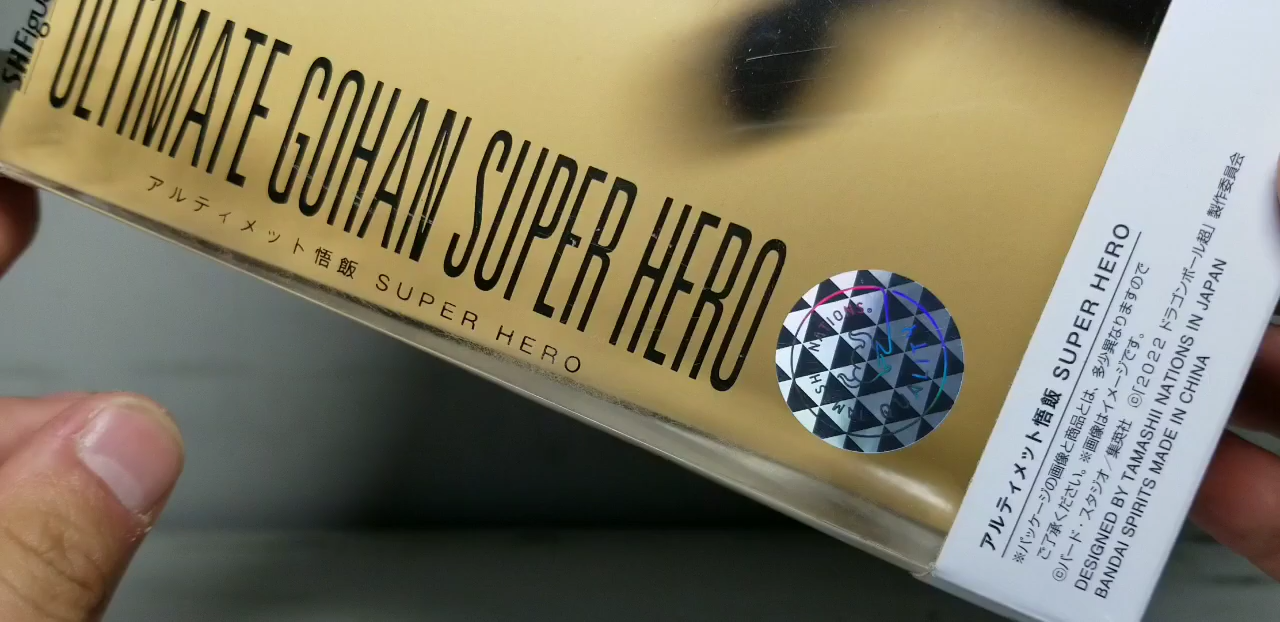 SHFigu
ULTIMATE GOHAN SUPER HERO
アルティメット悟飯 SUPER HERO
NATIONS.
QUALITY
アルティメット悟飯 SUPER HERO
※パッケージの画像と商品とは、多少異なりますので
ご了承ください。※画像はイメージです。
©バード・スタジオ／集英社 ©「2022 ドラゴンボール超」製作委員会
DESIGNED BY TAMASHII NATIONS IN JAPAN
BANDAI SPIRITS MADE IN CHINA